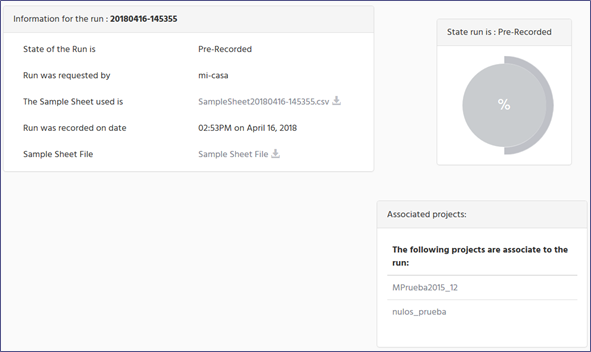 Information for the run : 20180416-145355
State of the Run is Pre-Recorded
Run was requested by mi-casa
The Sample Sheet used is SampleSheet20180416-145355.csv
Run was recorded on date 02:53PM on April 16, 2018
Sample Sheet File Sample Sheet File
State run is : Pre-Recorded
%
Associated projects:
The following projects are associate to the
run:
MPrueba2015_12
nulos_prueba